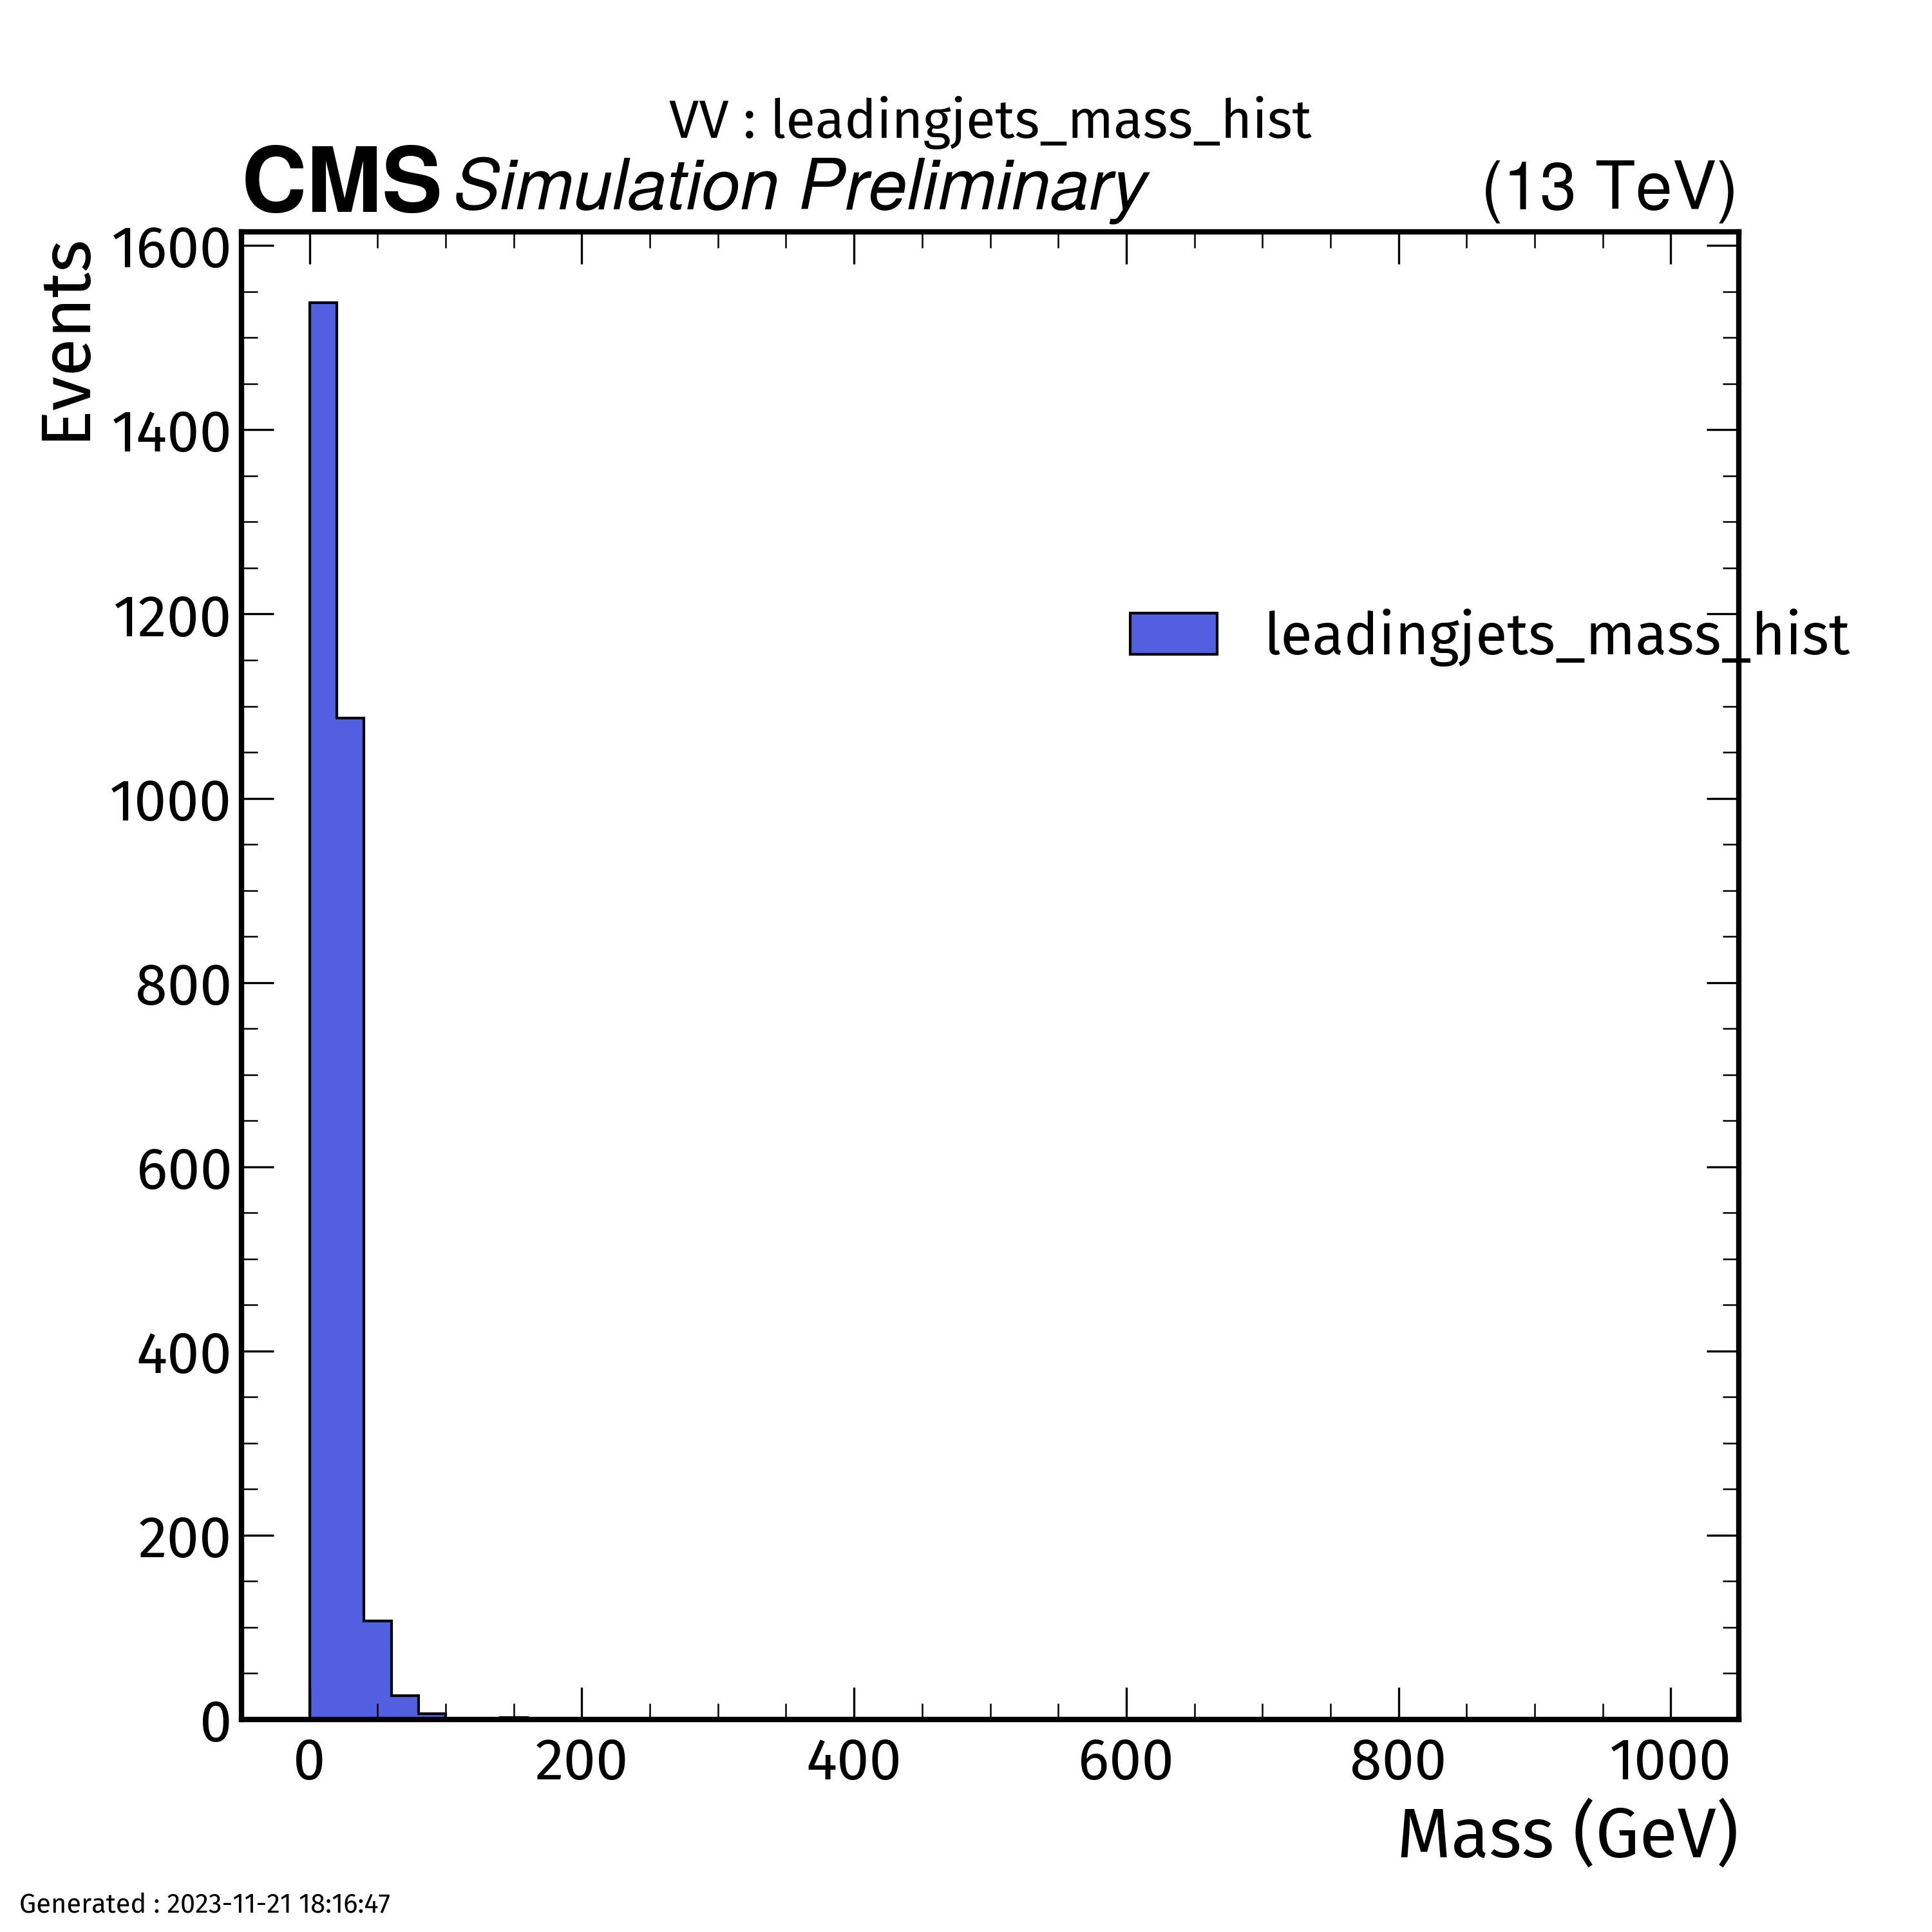 VV : leadingjets_mass_hist
CMS Simulation Preliminary (13 TeV)
Events
1600
1400
1200
1000
800
600
400
200
0
leadingjets_mass_hist
0 200 400 600 800 1000
Mass (GeV)
Generated : 2023-11-21 18:16:47